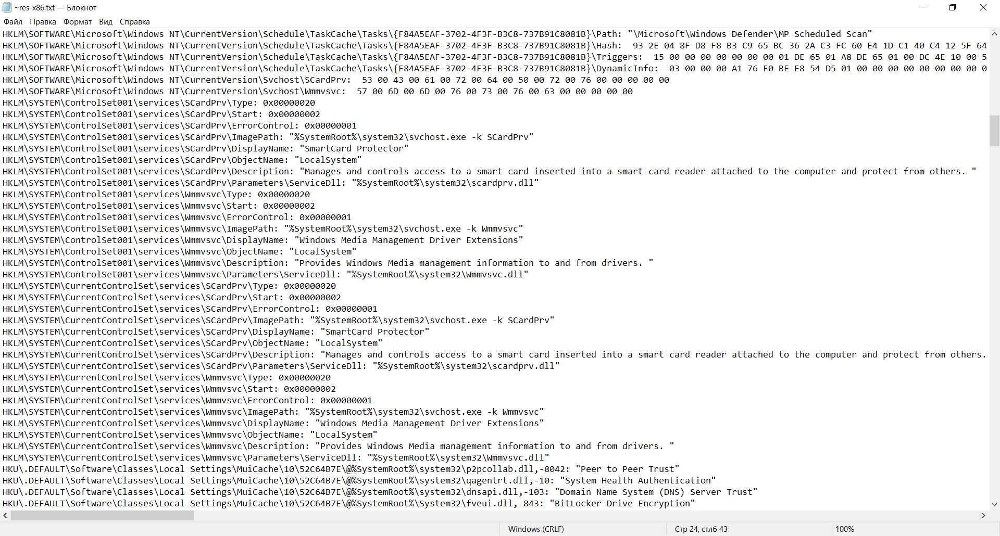 ~res-x86.txt — Блокнот
Файл Правка Формат Вид Справка
HKLM\SOFTWARE\Microsoft\Windows NT\CurrentVersion\Schedule\TaskCache\Tasks\{F84A5EAF-3702-4F3F-B3C8-737B91C8081B}\Path: "\Microsoft\Windows Defender\MP Scheduled Scan"
HKLM\SOFTWARE\Microsoft\Windows NT\CurrentVersion\Schedule\TaskCache\Tasks\{F84A5EAF-3702-4F3F-B3C8-737B91C8081B}\Hash:  93 2E 04 8F D8 F8 B3 C9 65 BC 36 2A C3 FC 60 E4 1D C1 40 C4 12 5F 64
HKLM\SOFTWARE\Microsoft\Windows NT\CurrentVersion\Schedule\TaskCache\Tasks\{F84A5EAF-3702-4F3F-B3C8-737B91C8081B}\Triggers:  15 00 00 00 00 00 00 00 01 DE 65 01 A8 DE 65 01 00 DC 4E 10 00 5
HKLM\SOFTWARE\Microsoft\Windows NT\CurrentVersion\Schedule\TaskCache\Tasks\{F84A5EAF-3702-4F3F-B3C8-737B91C8081B}\DynamicInfo:  03 00 00 00 A1 76 F0 BE E8 54 D5 01 00 00 00 00 00 00 00 00 0
HKLM\SOFTWARE\Microsoft\Windows NT\CurrentVersion\Svchost\SCardPrv:  53 00 43 00 61 00 72 00 64 00 50 00 72 00 76 00 00 00 00 00
HKLM\SOFTWARE\Microsoft\Windows NT\CurrentVersion\Svchost\Wmmvsvc:  57 00 6D 00 6D 00 76 00 73 00 76 00 63 00 00 00 00 00
HKLM\SYSTEM\ControlSet001\services\SCardPrv\Type: 0x00000020
HKLM\SYSTEM\ControlSet001\services\SCardPrv\Start: 0x00000002
HKLM\SYSTEM\ControlSet001\services\SCardPrv\ErrorControl: 0x00000001
HKLM\SYSTEM\ControlSet001\services\SCardPrv\ImagePath: "%SystemRoot%\system32\svchost.exe -k SCardPrv"
HKLM\SYSTEM\ControlSet001\services\SCardPrv\DisplayName: "SmartCard Protector"
HKLM\SYSTEM\ControlSet001\services\SCardPrv\ObjectName: "LocalSystem"
HKLM\SYSTEM\ControlSet001\services\SCardPrv\Description: "Manages and controls access to a smart card inserted into a smart card reader attached to the computer and protect from others. "
HKLM\SYSTEM\ControlSet001\services\SCardPrv\Parameters\ServiceDll: "%SystemRoot%\system32\scardprv.dll"
HKLM\SYSTEM\ControlSet001\services\Wmmvsvc\Type: 0x00000020
HKLM\SYSTEM\ControlSet001\services\Wmmvsvc\Start: 0x00000002
HKLM\SYSTEM\ControlSet001\services\Wmmvsvc\ErrorControl: 0x00000001
HKLM\SYSTEM\ControlSet001\services\Wmmvsvc\ImagePath: "%SystemRoot%\system32\svchost.exe -k Wmmvsvc"
HKLM\SYSTEM\ControlSet001\services\Wmmvsvc\DisplayName: "Windows Media Management Driver Extensions"
HKLM\SYSTEM\ControlSet001\services\Wmmvsvc\ObjectName: "LocalSystem"
HKLM\SYSTEM\ControlSet001\services\Wmmvsvc\Description: "Provides Windows Media management information to and from drivers. "
HKLM\SYSTEM\ControlSet001\services\Wmmvsvc\Parameters\ServiceDll: "%SystemRoot%\system32\Wmmvsvc.dll"
HKLM\SYSTEM\CurrentControlSet\services\SCardPrv\Type: 0x00000020
HKLM\SYSTEM\CurrentControlSet\services\SCardPrv\Start: 0x00000002
HKLM\SYSTEM\CurrentControlSet\services\SCardPrv\ErrorControl: 0x00000001
HKLM\SYSTEM\CurrentControlSet\services\SCardPrv\ImagePath: "%SystemRoot%\system32\svchost.exe -k SCardPrv"
HKLM\SYSTEM\CurrentControlSet\services\SCardPrv\DisplayName: "SmartCard Protector"
HKLM\SYSTEM\CurrentControlSet\services\SCardPrv\ObjectName: "LocalSystem"
HKLM\SYSTEM\CurrentControlSet\services\SCardPrv\Description: "Manages and controls access to a smart card inserted into a smart card reader attached to the computer and protect from others.
HKLM\SYSTEM\CurrentControlSet\services\SCardPrv\Parameters\ServiceDll: "%SystemRoot%\system32\scardprv.dll"
HKLM\SYSTEM\CurrentControlSet\services\Wmmvsvc\Type: 0x00000020
HKLM\SYSTEM\CurrentControlSet\services\Wmmvsvc\Start: 0x00000002
HKLM\SYSTEM\CurrentControlSet\services\Wmmvsvc\ErrorControl: 0x00000001
HKLM\SYSTEM\CurrentControlSet\services\Wmmvsvc\ImagePath: "%SystemRoot%\system32\svchost.exe -k Wmmvsvc"
HKLM\SYSTEM\CurrentControlSet\services\Wmmvsvc\DisplayName: "Windows Media Management Driver Extensions"
HKLM\SYSTEM\CurrentControlSet\services\Wmmvsvc\ObjectName: "LocalSystem"
HKLM\SYSTEM\CurrentControlSet\services\Wmmvsvc\Description: "Provides Windows Media management information to and from drivers. "
HKLM\SYSTEM\CurrentControlSet\services\Wmmvsvc\Parameters\ServiceDll: "%SystemRoot%\system32\Wmmvsvc.dll"
HKU\.DEFAULT\Software\Classes\Local Settings\MuiCache\10\52C64B7E\@%SystemRoot%\system32\p2pcollab.dll,-8042: "Peer to Peer Trust"
HKU\.DEFAULT\Software\Classes\Local Settings\MuiCache\10\52C64B7E\@%SystemRoot%\system32\qagentrt.dll,-10: "System Health Authentication"
HKU\.DEFAULT\Software\Classes\Local Settings\MuiCache\10\52C64B7E\@%SystemRoot%\system32\dnsapi.dll,-103: "Domain Name System (DNS) Server Trust"
HKU\.DEFAULT\Software\Classes\Local Settings\MuiCache\10\52C64B7E\@%SystemRoot%\System32\fveui.dll,-843: "BitLocker Drive Encryption"
Windows (CRLF) Стр 24, стлб 43 100%